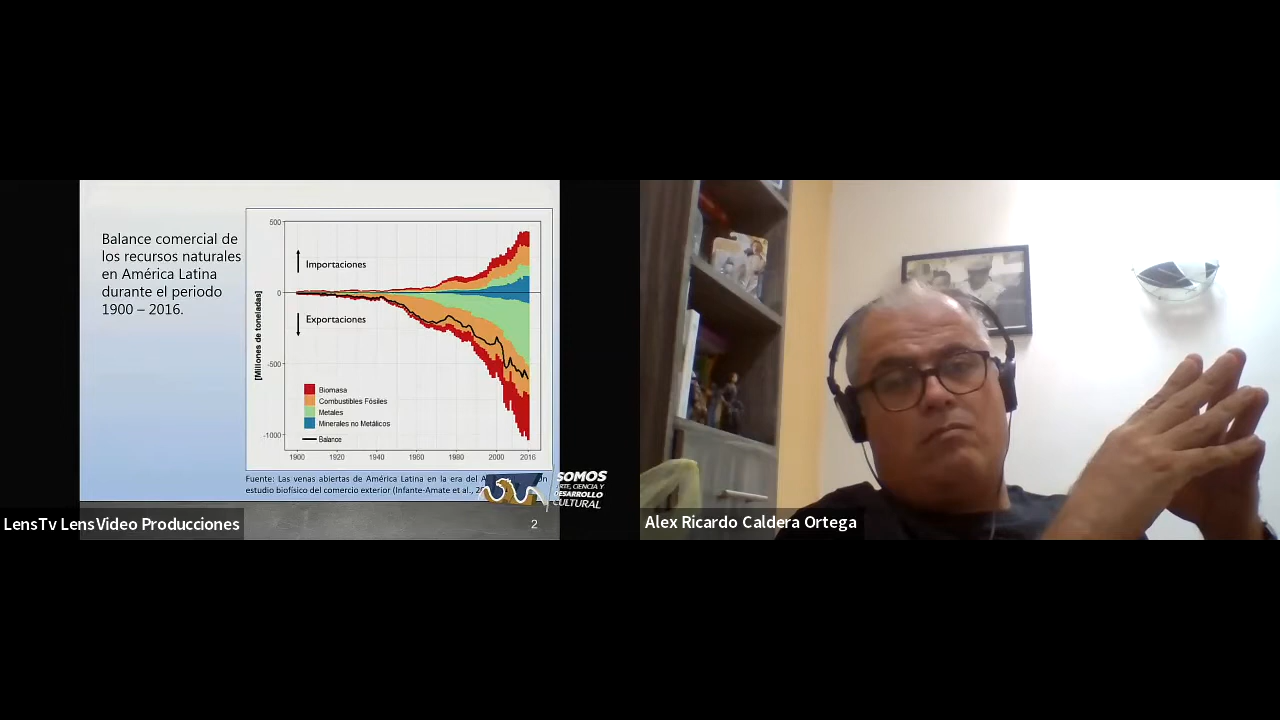 Balance comercial de
los recursos naturales
en América Latina
durante el periodo
1900 – 2016.
500
0
-500
-1000
[Millones de toneladas]
Importaciones
Exportaciones
Biomasa
Combustibles Fósiles
Metales
Minerales no Metálicos
Balance
1900 1920 1940 1960 1980 2000 2016
Fuente: Las venas abiertas de América Latina en la era del
estudio biofísico del comercio exterior (Infante-Amate et al.,
SOMOS
ARTE, CIENCIA Y
DESARROLLO
CULTURAL
2
LensTv LensVideo Producciones
Alex Ricardo Caldera Ortega